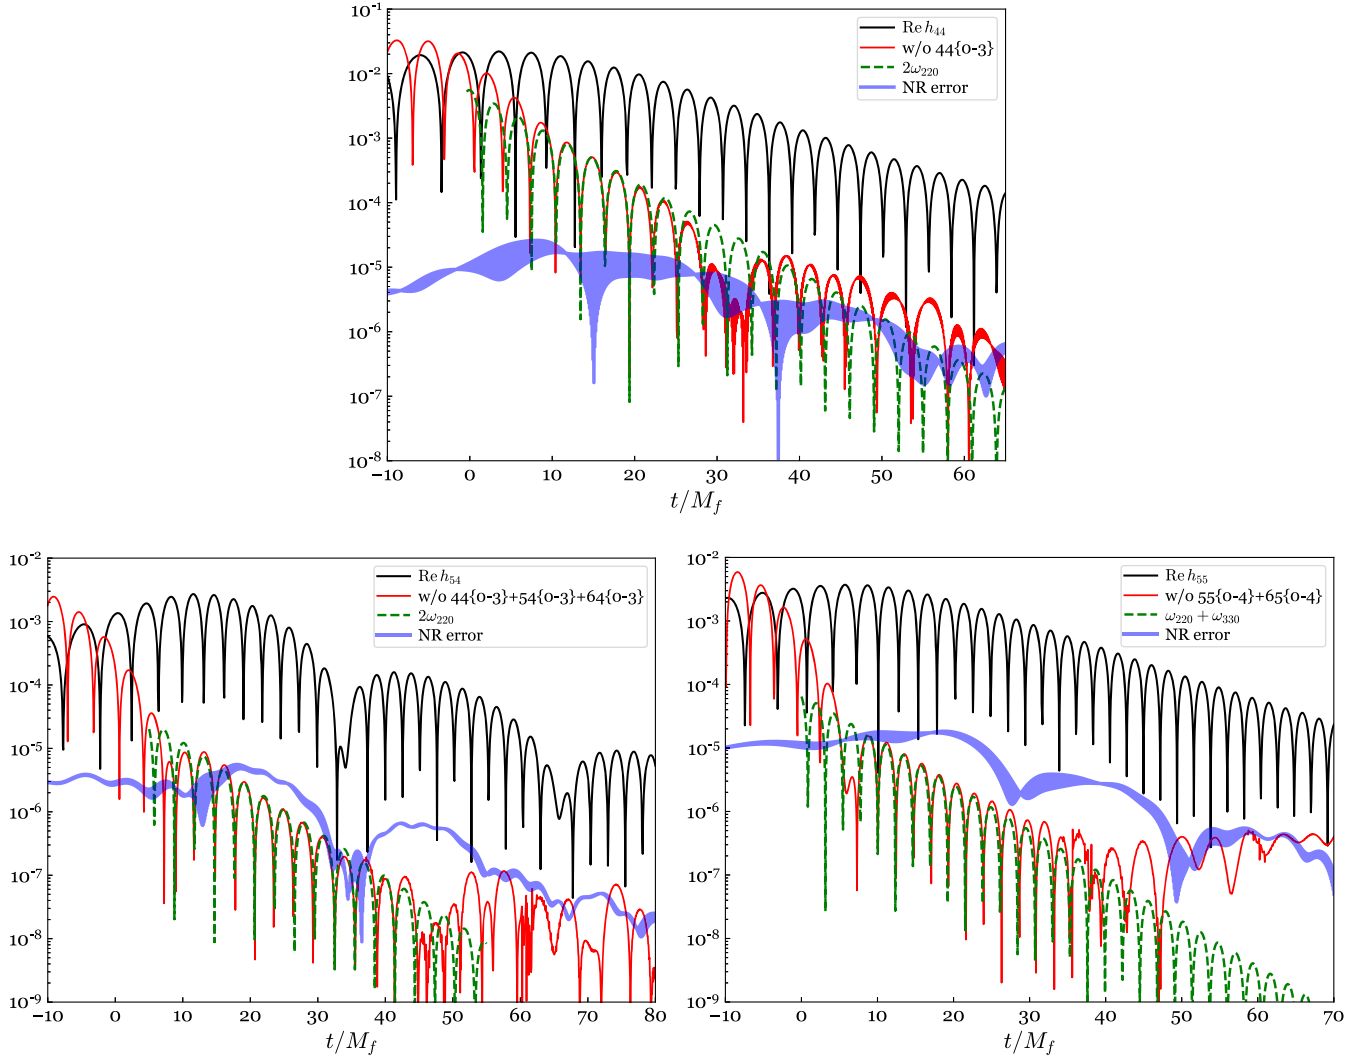 10⁻¹
10⁻²
10⁻³
10⁻⁴
10⁻⁵
10⁻⁶
10⁻⁷
10⁻⁸
Re h₄₄
w/o 44{0-3}
2ω₂₂₀
NR error
−10 0 10 20 30 40 50 60
t/M_f
10⁻²
10⁻³
10⁻⁴
10⁻⁵
10⁻⁶
10⁻⁷
10⁻⁸
10⁻⁹
Re h₅₄
w/o 44{0-3}+54{0-3}+64{0-3}
2ω₂₂₀
NR error
−10 0 10 20 30 40 50 60 70 80
t/M_f
10⁻²
10⁻³
10⁻⁴
10⁻⁵
10⁻⁶
10⁻⁷
10⁻⁸
10⁻⁹
Re h₅₅
w/o 55{0-4}+65{0-4}
ω₂₂₀ + ω₃₃₀
NR error
−10 0 10 20 30 40 50 60 70
t/M_f